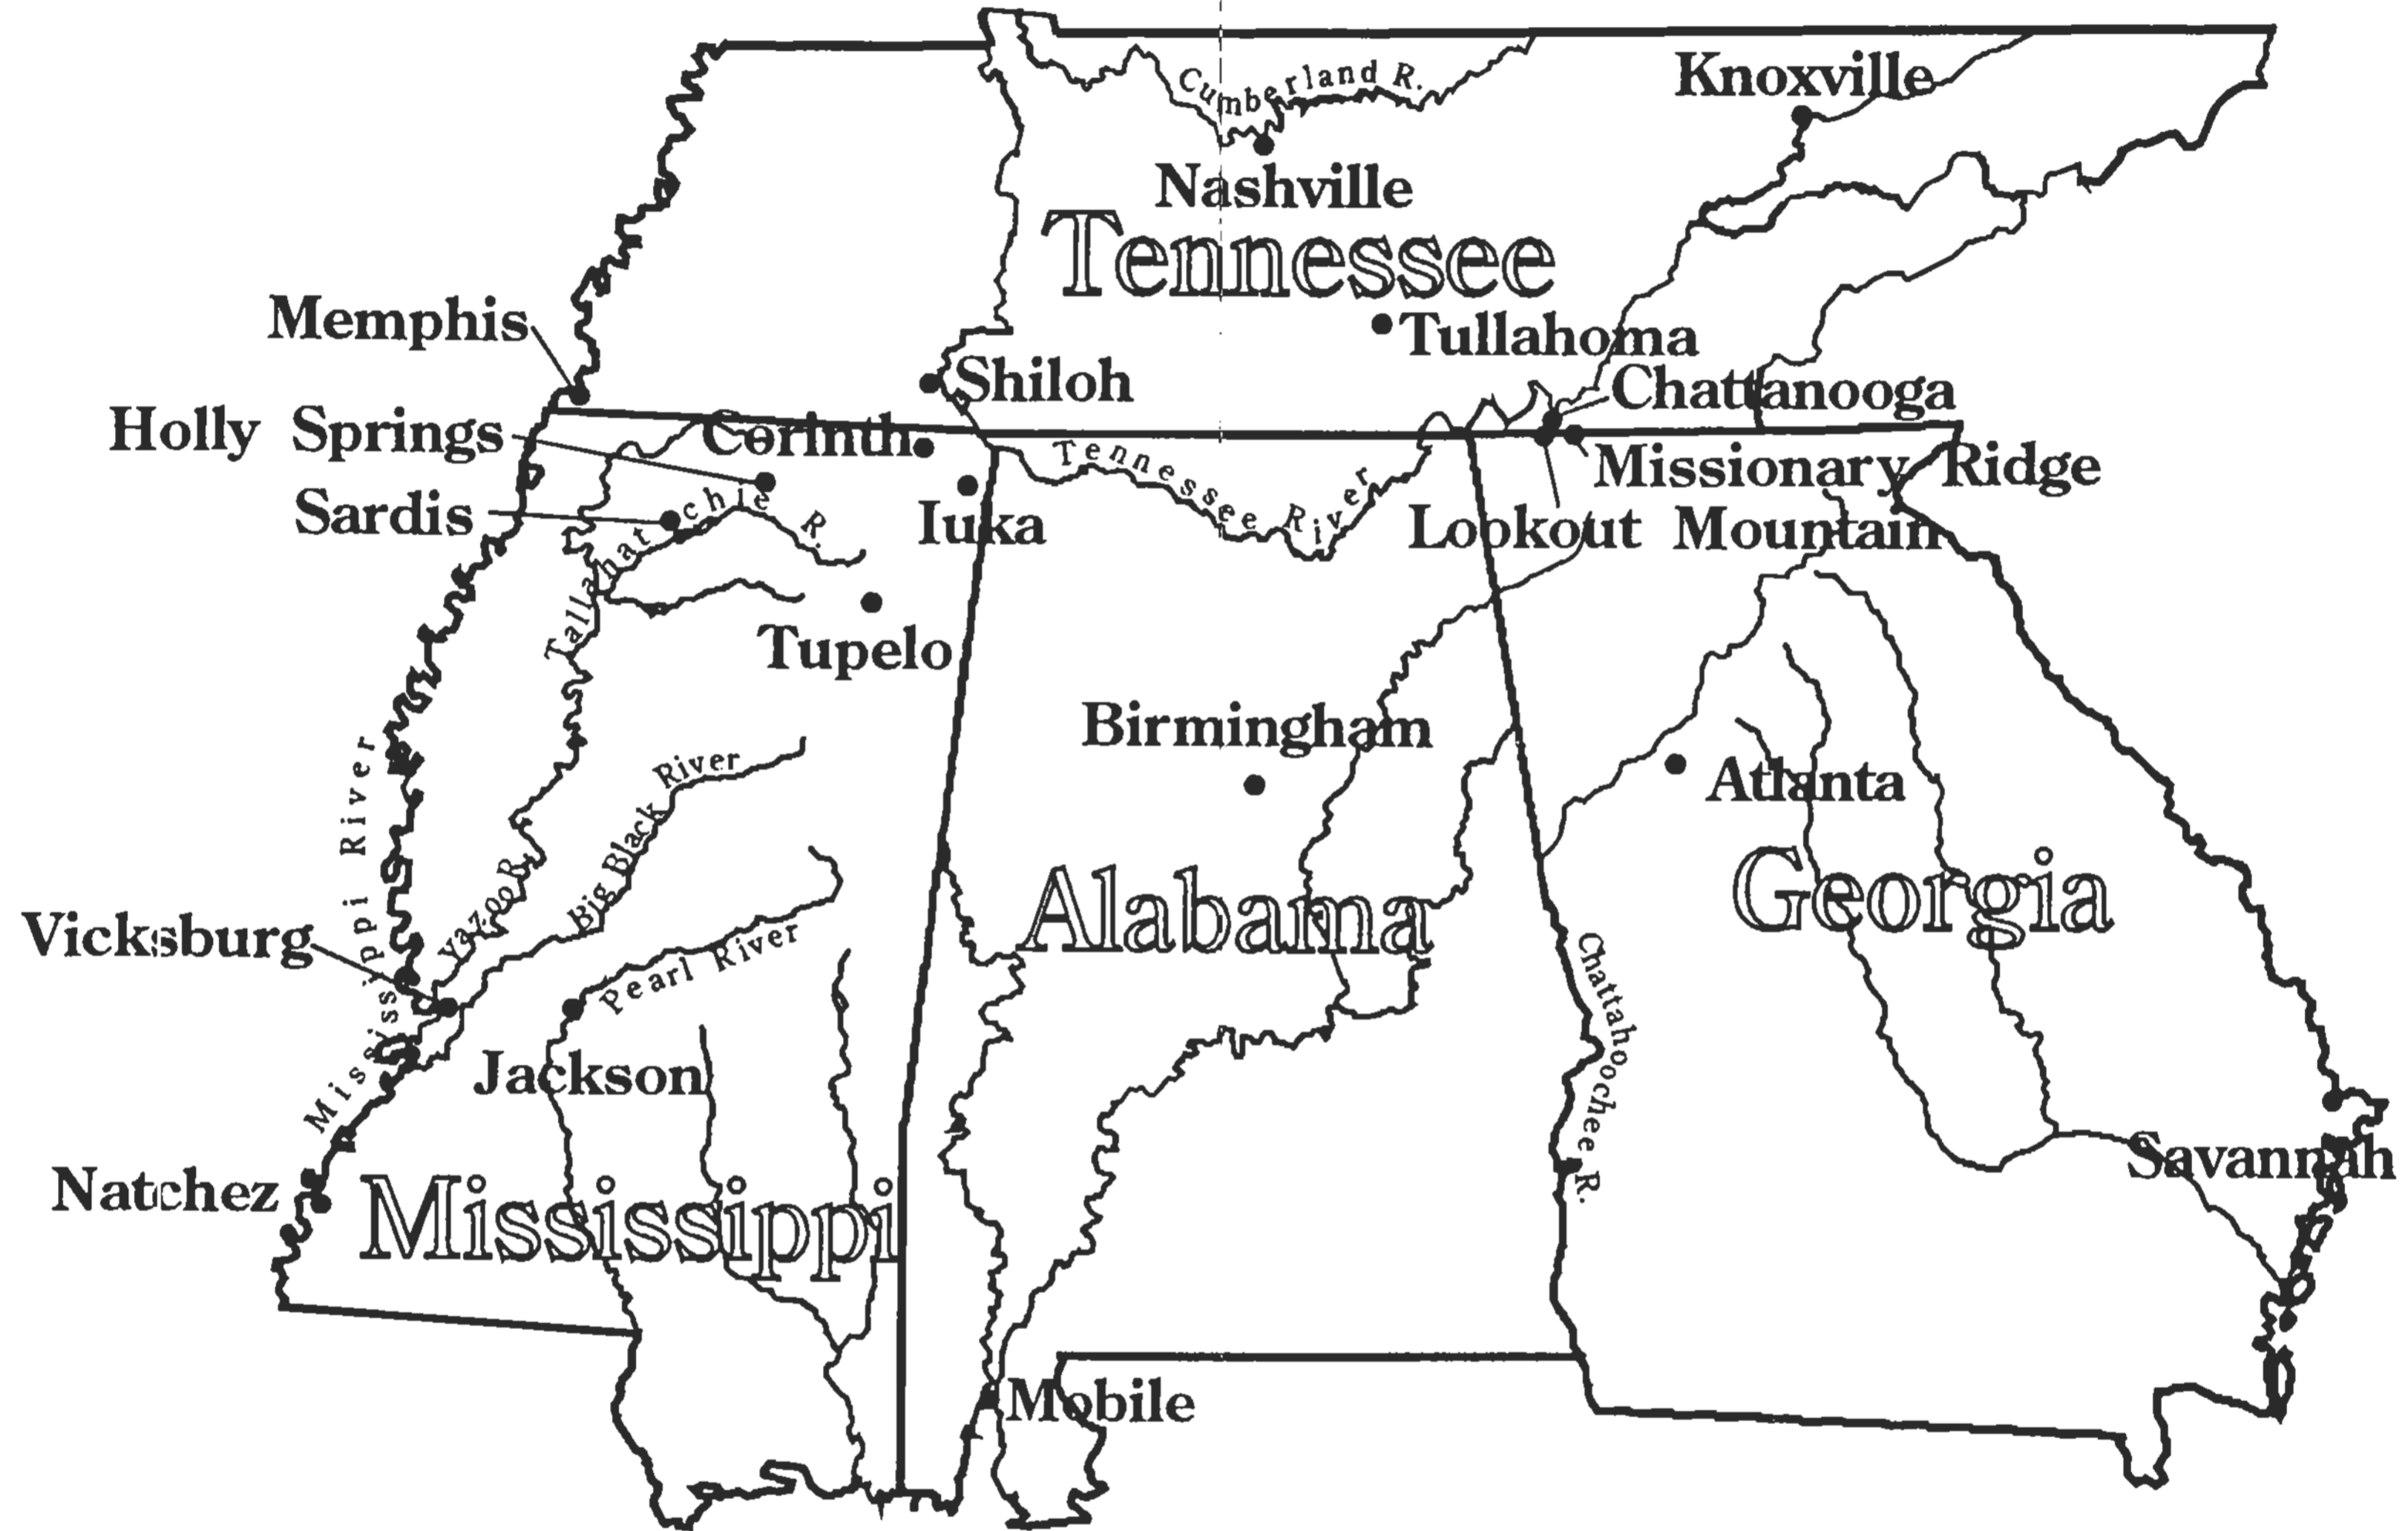 Cumberland R.
Knoxville
Nashville
Tennessee
Memphis
Tullahoma
Shiloh
Chattanooga
Holly Springs
Corinth
Tennessee River
Missionary Ridge
Sardis
Iuka
Lookout Mountain
Tallahatchie R.
Tupelo
Birmingham
Mississippi River
Big Black River
Atlanta
Alabama
Georgia
Yazoo R.
Vicksburg
Pearl River
Chattahoochee R.
Jackson
Savannah
Natchez
Mississippi
Mobile